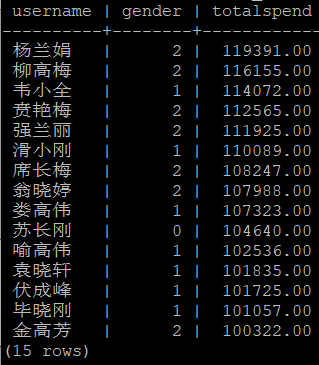 username | gender | totalspend
----------+--------+------------
杨兰娟 | 2 | 119391.00
柳高梅 | 2 | 116155.00
韦小全 | 1 | 114072.00
贲艳梅 | 2 | 112565.00
强兰丽 | 2 | 111925.00
滑小刚 | 1 | 110089.00
席长梅 | 2 | 108247.00
翁晓婷 | 2 | 107988.00
娄高伟 | 1 | 107323.00
苏长刚 | 0 | 104640.00
喻高伟 | 1 | 102536.00
袁晓轩 | 1 | 101835.00
伏成峰 | 1 | 101725.00
毕晓刚 | 1 | 101057.00
金高芳 | 2 | 100322.00
(15 rows)